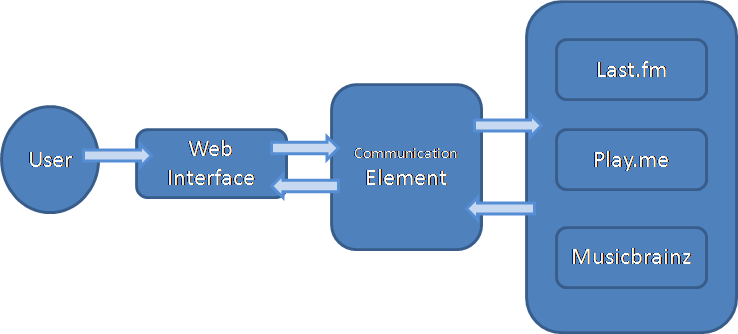 User
Web
Interface
Communication
Element
Last.fm
Play.me
Musicbrainz